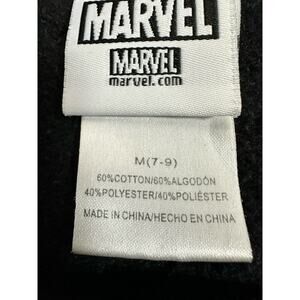 MARVEL
MARVEL
marvel.com
M(7-9)
60%COTTON/60%ALGODÓN
40%POLYESTER/40%POLIÉSTER
MADE IN CHINA/HECHO EN CHINA